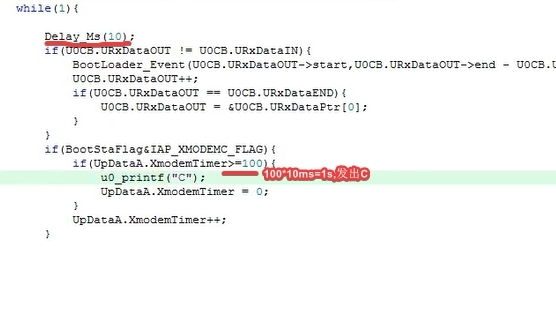 while(1){
Delay_Ms(10);
if(U0CB.URxDataOUT != U0CB.URxDataIN){
BootLoader_Event(U0CB.URxDataOUT->start,U0CB.URxDataOUT->end - U0CB.U
U0CB.URxDataOUT++;
if(U0CB.URxDataOUT == U0CB.URxDataEND){
U0CB.URxDataOUT = &U0CB.URxDataPtr[0];
}
}
if(BootStaFlag&IAP_XMODEMC_FLAG){
if(UpDataA.XmodemTimer>=100){
u0_printf("C"); 100*10ms=1s,发出C
UpDataA.XmodemTimer = 0;
}
UpDataA.XmodemTimer++;
}